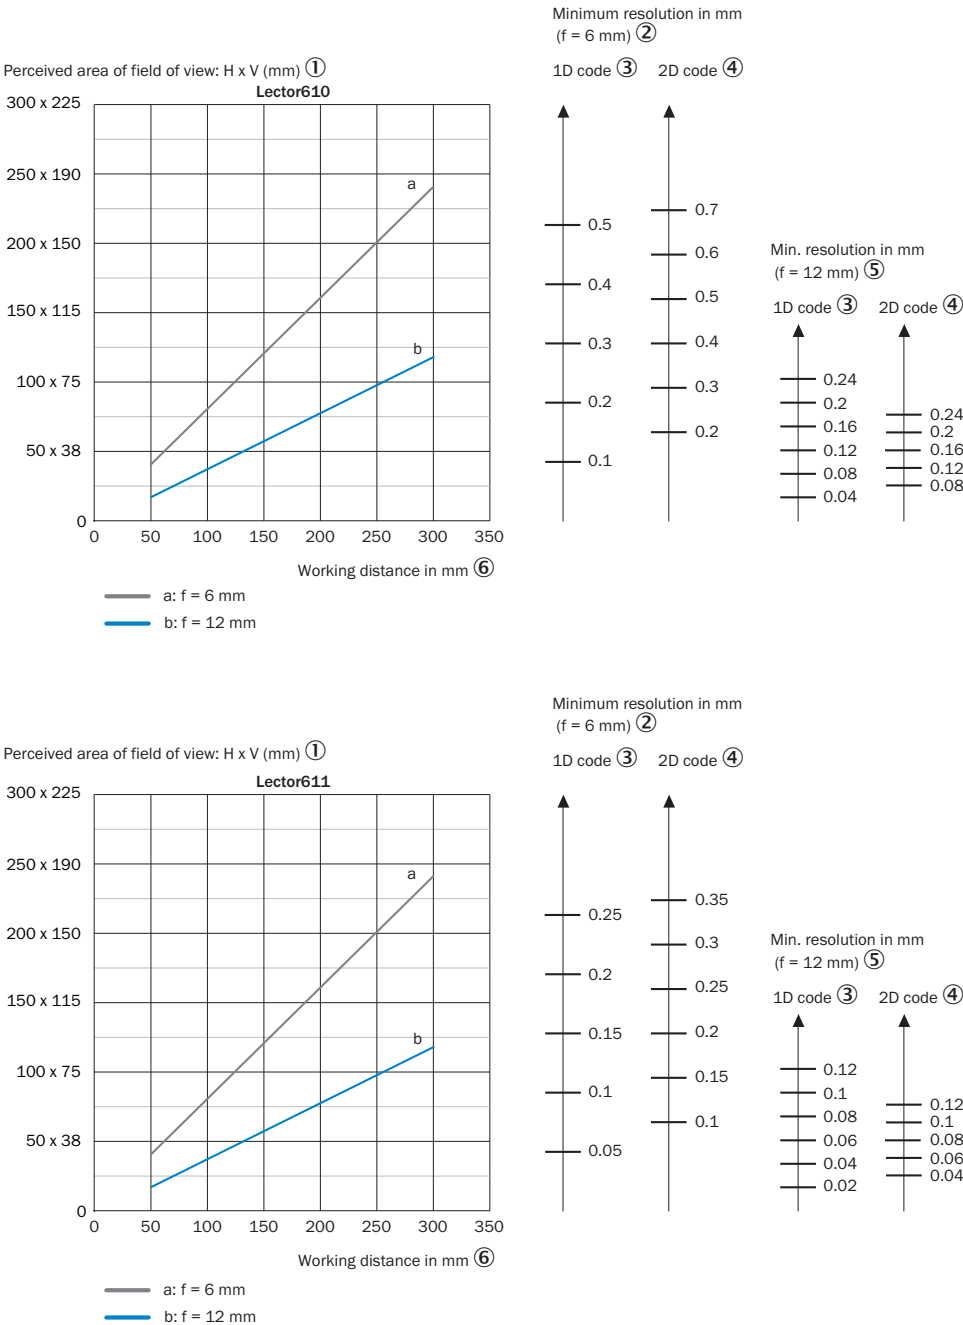 Minimum resolution in mm
(f = 6 mm) ②
Perceived area of field of view: H x V (mm) ①
1D code ③ 2D code ④
Lector610
300 x 225
250 x 190
200 x 150
150 x 115
100 x 75
50 x 38
0
a
b
0 50 100 150 200 250 300 350
Working distance in mm ⑥
a: f = 6 mm
b: f = 12 mm
0.5
0.4
0.3
0.2
0.1
0.7
0.6
0.5
0.4
0.3
0.2
Min. resolution in mm
(f = 12 mm) ⑤
1D code ③ 2D code ④
0.24
0.2
0.16
0.12
0.08
0.04
0.24
0.2
0.16
0.12
0.08
Minimum resolution in mm
(f = 6 mm) ②
Perceived area of field of view: H x V (mm) ①
1D code ③ 2D code ④
Lector611
300 x 225
250 x 190
200 x 150
150 x 115
100 x 75
50 x 38
0
a
b
0 50 100 150 200 250 300 350
Working distance in mm ⑥
a: f = 6 mm
b: f = 12 mm
0.25
0.2
0.15
0.1
0.05
0.35
0.3
0.25
0.2
0.15
0.1
Min. resolution in mm
(f = 12 mm) ⑤
1D code ③ 2D code ④
0.12
0.1
0.08
0.06
0.04
0.02
0.12
0.1
0.08
0.06
0.04